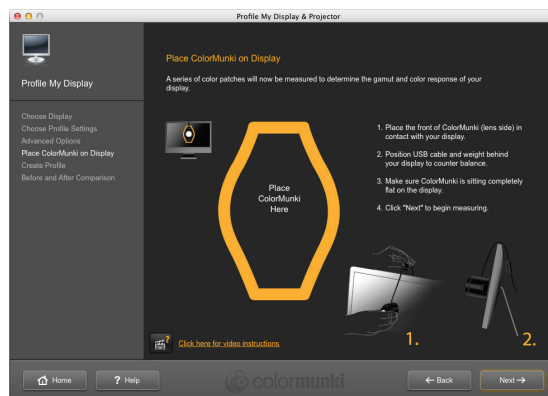 Profile My Display & Projector
Profile My Display
Choose Display
Choose Profile Settings
Advanced Options
Place ColorMunki on Display
Create Profile
Before and After Comparison
Place ColorMunki on Display
A series of color patches will now be measured to determine the gamut and color response of your
display.
Place
ColorMunki
Here
1. Place the front of ColorMunki (lens side) in
contact with your display.
2. Position USB cable and weight behind
your display to counter balance.
3. Make sure ColorMunki is sitting completely
flat on the display.
4. Click "Next" to begin measuring.
1.
2.
?
Click here for video instructions
Home
? Help
colormunki
← Back
Next →